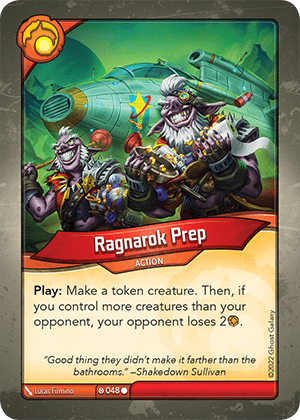 Ragnarok Prep
ACTION
Play: Make a token creature. Then, if
you control more creatures than your
opponent, your opponent loses 2.
"Good thing they didn't make it farther than the
bathrooms." –Shakedown Sullivan
©2022 Ghost Galaxy
Lucas Firmino
048